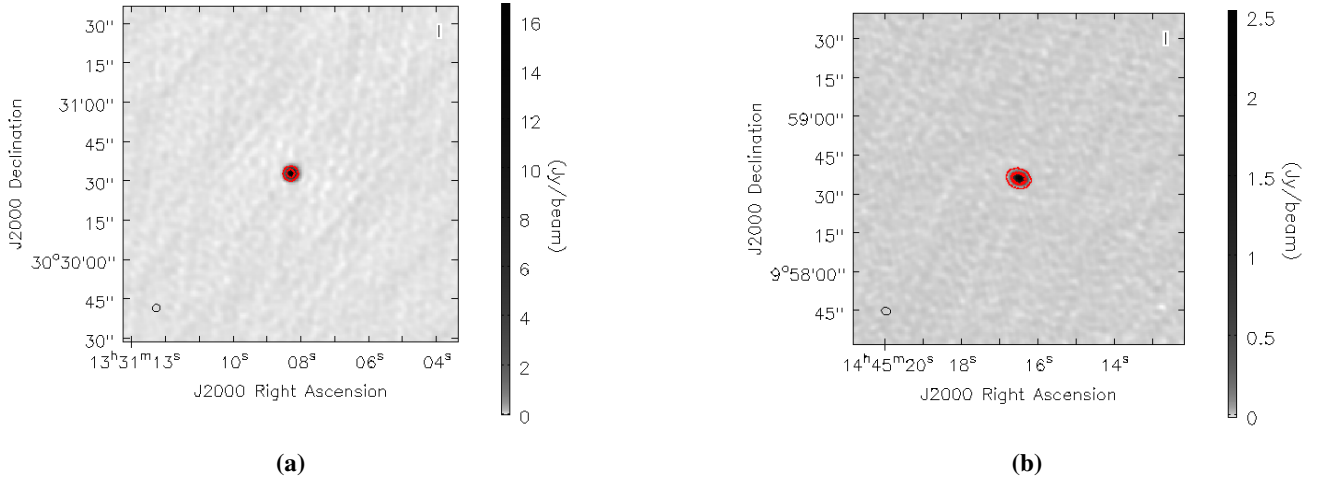 30''
15''
31°00''
45''
30''
15''
30°30'00''
45''
30''
J2000 Declination
13ʰ31ᵐ13ˢ 10ˢ 08ˢ 06ˢ 04ˢ
J2000 Right Ascension
I
16
14
12
10
8
6
4
2
0
(Jy/beam)
(a)
30''
15''
59'00''
45''
30''
15''
9°58'00''
45''
J2000 Declination
14ʰ45ᵐ20ˢ 18ˢ 16ˢ 14ˢ
J2000 Right Ascension
I
2.5
2
1.5
1
0.5
0
(Jy/beam)
(b)